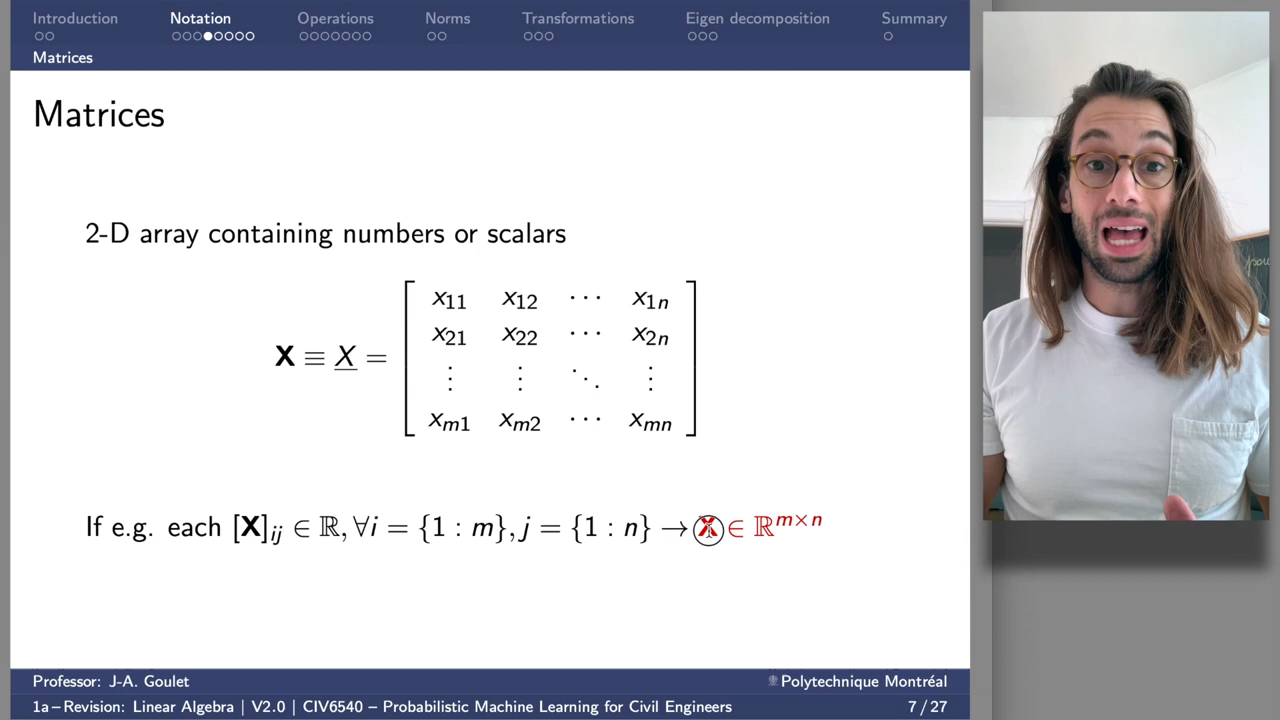 Introduction Notation Operations Norms Transformations Eigen decomposition Summary
Matrices
Matrices
2-D array containing numbers or scalars
X ≡ X = [ x11 x12 ··· x1n
x21 x22 ··· x2n
⋮ ⋮ ⋱ ⋮
xm1 xm2 ··· xmn ]
If e.g. each [X]ij ∈ ℝ, ∀i = {1 : m}, j = {1 : n} → X ∈ ℝ^m×n
Professor: J-A. Goulet Polytechnique Montréal
1a – Revision: Linear Algebra | V2.0 | CIV6540 – Probabilistic Machine Learning for Civil Engineers 7 / 27